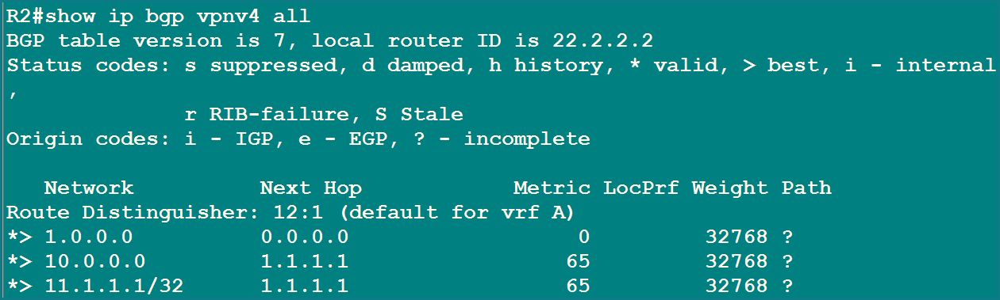 R2#show ip bgp vpnv4 all
BGP table version is 7, local router ID is 22.2.2.2
Status codes: s suppressed, d damped, h history, * valid, > best, i - internal
,
              r RIB-failure, S Stale
Origin codes: i - IGP, e - EGP, ? - incomplete

   Network          Next Hop            Metric LocPrf Weight Path
Route Distinguisher: 12:1 (default for vrf A)
*> 1.0.0.0          0.0.0.0                  0         32768 ?
*> 10.0.0.0         1.1.1.1                 65         32768 ?
*> 11.1.1.1/32      1.1.1.1                 65         32768 ?